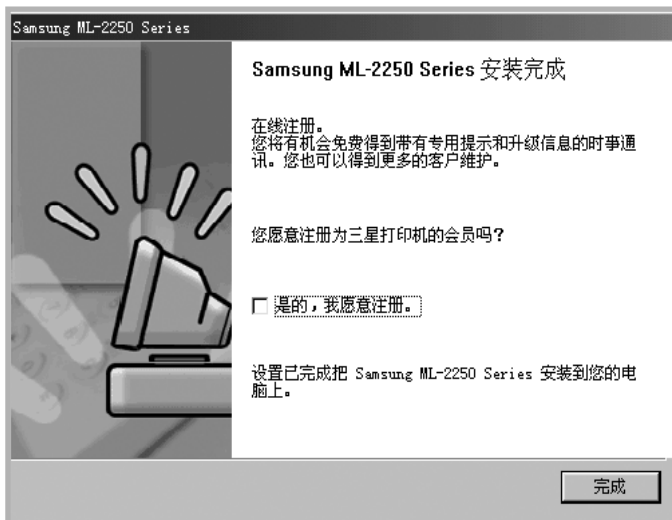 Samsung ML-2250 Series
Samsung ML-2250 Series 安装完成
在线注册。
您将有机会免费得到带有专用提示和升级信息的时事通
讯。您也可以得到更多的客户维护。
您愿意注册为三星打印机的会员吗?
是的，我愿意注册。
设置已完成把 Samsung ML-2250 Series 安装到您的电
脑上。
完成